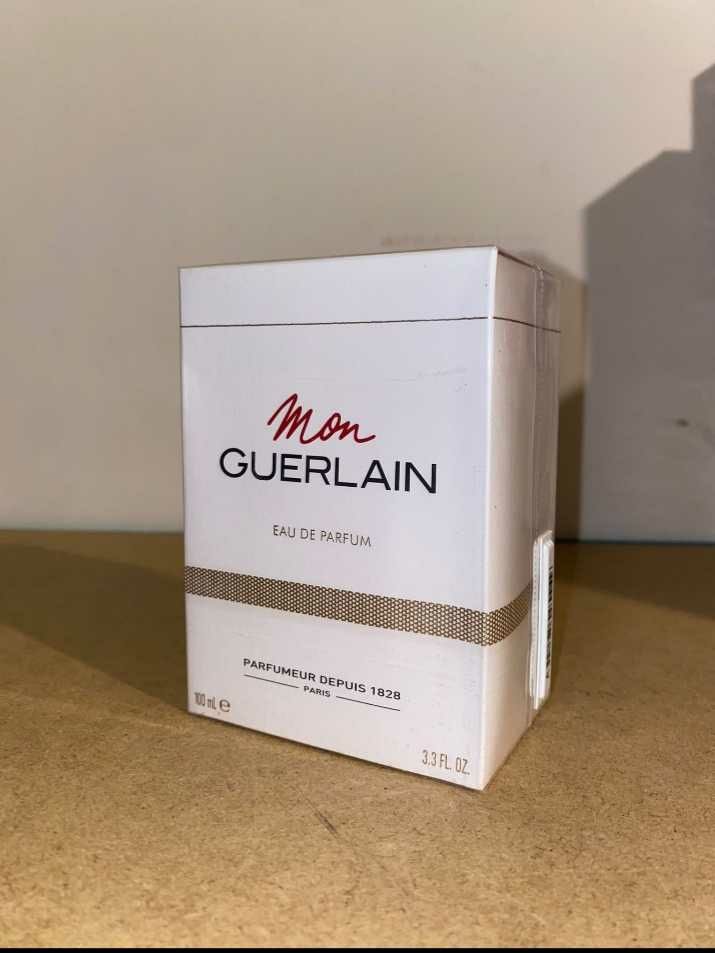 Mon
GUERLAIN
EAU DE PARFUM
PARFUMEUR DEPUIS 1828
PARIS
100 mL e
3.3 FL. OZ.